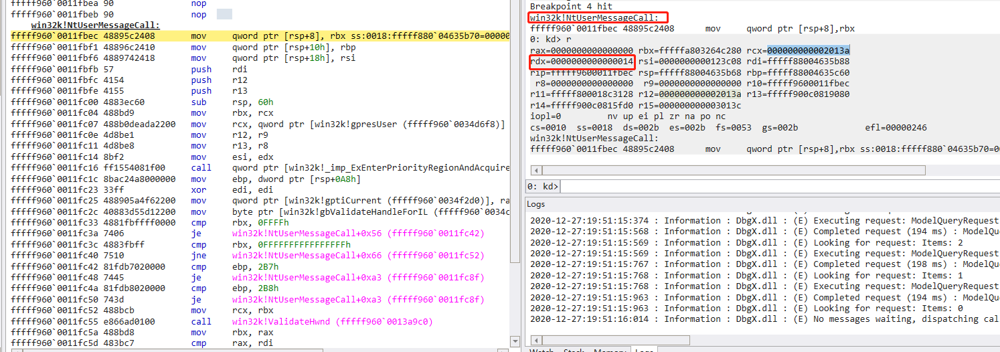 fffff960`0011fbea 90 nop
fffff960`0011fbeb 90 nop
win32k!NtUserMessageCall:
fffff960`0011fbec 48895c2408 mov qword ptr [rsp+8], rbx ss:0018:fffff880`04635b70=00000
fffff960`0011fbf1 48896c2410 mov qword ptr [rsp+10h], rbp
fffff960`0011fbf6 4889742418 mov qword ptr [rsp+18h], rsi
fffff960`0011fbfb 57 push rdi
fffff960`0011fbfc 4154 push r12
fffff960`0011fbfe 4155 push r13
fffff960`0011fc00 4883ec60 sub rsp, 60h
fffff960`0011fc04 488bd9 mov rbx, rcx
fffff960`0011fc07 488b0deada2200 mov rcx, qword ptr [win32k!gpresUser (fffff960`0034d6f8)]
fffff960`0011fc0e 4d8be1 mov r12, r9
fffff960`0011fc11 4d8be8 mov r13, r8
fffff960`0011fc14 8bf2 mov esi, edx
fffff960`0011fc16 ff1554081f00 call qword ptr [win32k!_imp_ExEnterPriorityRegionAndAcquire
fffff960`0011fc1c 8bac24a8000000 mov ebp, dword ptr [rsp+0A8h]
fffff960`0011fc23 33ff xor edi, edi
fffff960`0011fc25 488905a4f62200 mov qword ptr [win32k!gptiCurrent (fffff960`0034f2d0)], ra
fffff960`0011fc2c 40883d55d12200 mov byte ptr [win32k!gbValidateHandleForIL (fffff960`0034c
fffff960`0011fc33 4881fbffff0000 cmp rbx, 0FFFFh
fffff960`0011fc3a 7406 je win32k!NtUserMessageCall+0x56 (fffff960`0011fc42)
fffff960`0011fc3c 4883fbff cmp rbx, 0FFFFFFFFFFFFFFFFh
fffff960`0011fc40 7510 jne win32k!NtUserMessageCall+0x66 (fffff960`0011fc52)
fffff960`0011fc42 81fdb7020000 cmp ebp, 2B7h
fffff960`0011fc48 7445 je win32k!NtUserMessageCall+0xa3 (fffff960`0011fc8f)
fffff960`0011fc4a 81fdb8020000 cmp ebp, 2B8h
fffff960`0011fc50 743d je win32k!NtUserMessageCall+0xa3 (fffff960`0011fc8f)
fffff960`0011fc52 488bcb mov rcx, rbx
fffff960`0011fc55 e866ad0100 call win32k!ValidateHwnd (fffff960`0013a9c0)
fffff960`0011fc5a 488bd8 mov rbx, rax
fffff960`0011fc5d 483bc7 cmp rax, rdi
Breakpoint 4 hit
win32k!NtUserMessageCall:
fffff960`0011fbec 48895c2408 mov qword ptr [rsp+8],rbx
0: kd> r
rax=0000000000000000 rbx=fffffa803264c280 rcx=000000000002013a
rdx=0000000000000014 rsi=0000000000123c08 rdi=fffff88004635b88
rip=fffff9600011fbec rsp=fffff88004635b68 rbp=fffff88004635c60
r8=0000000000000000 r9=0000000000000000 r10=fffff9600011fbec
r11=fffff800018c3128 r12=000000000002013a r13=fffff900c0819080
r14=fffff900c0815fd0 r15=000000000003013c
iopl=0 nv up ei pl zr na po nc
cs=0010 ss=0018 ds=002b es=002b fs=0053 gs=002b efl=00000246
win32k!NtUserMessageCall:
fffff960`0011fbec 48895c2408 mov qword ptr [rsp+8],rbx ss:0018:fffff880`04635b70=00
0: kd>
Logs
2020-12-27:19:51:15:374 : Information : DbgX.dll : (E) Executing request: ModelQueryRequest
2020-12-27:19:51:15:568 : Information : DbgX.dll : (E) Completed request (194 ms) : ModelQu
2020-12-27:19:51:15:569 : Information : DbgX.dll : (E) Looking for request: Items: 2
2020-12-27:19:51:15:569 : Information : DbgX.dll : (E) Executing request: ModelQueryRequest
2020-12-27:19:51:15:767 : Information : DbgX.dll : (E) Completed request (198 ms) : ModelQu
2020-12-27:19:51:15:768 : Information : DbgX.dll : (E) Looking for request: Items: 1
2020-12-27:19:51:15:768 : Information : DbgX.dll : (E) Executing request: ModelQueryRequest
2020-12-27:19:51:15:963 : Information : DbgX.dll : (E) Completed request (194 ms) : ModelQu
2020-12-27:19:51:15:963 : Information : DbgX.dll : (E) Looking for request: Items: 0
2020-12-27:19:51:16:014 : Information : DbgX.dll : (E) No messages waiting, dispatching cal
Watch Stack Memory Logs